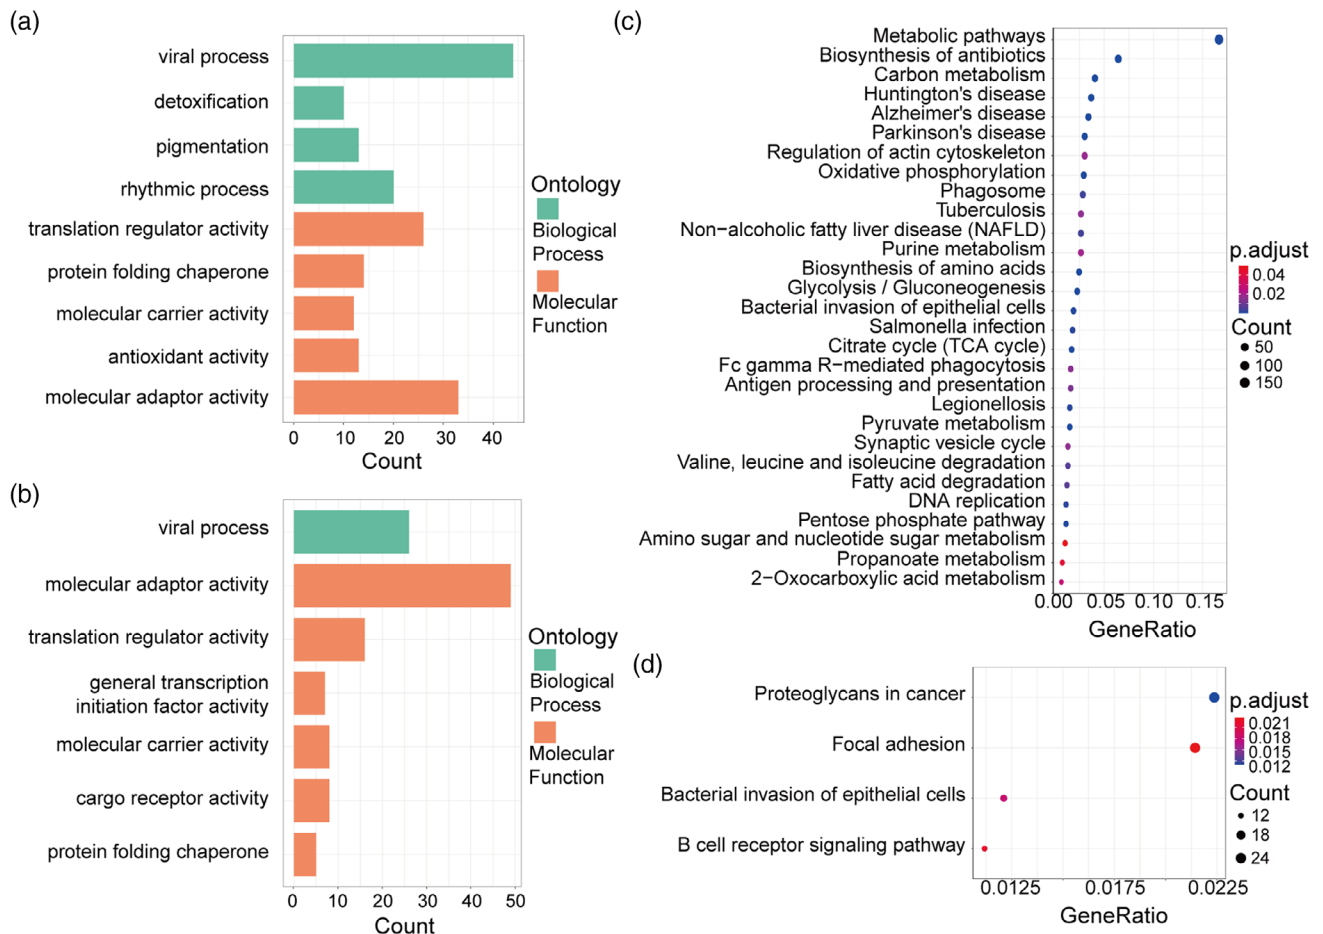 (a)
viral process
detoxification
pigmentation
rhythmic process
translation regulator activity
protein folding chaperone
molecular carrier activity
antioxidant activity
molecular adaptor activity
0 10 20 30 40
Count
Ontology
Biological
Process
Molecular
Function
(b)
viral process
molecular adaptor activity
translation regulator activity
general transcription
initiation factor activity
molecular carrier activity
cargo receptor activity
protein folding chaperone
0 10 20 30 40 50
Count
Ontology
Biological
Process
Molecular
Function
(c)
Metabolic pathways
Biosynthesis of antibiotics
Carbon metabolism
Huntington's disease
Alzheimer's disease
Parkinson's disease
Regulation of actin cytoskeleton
Oxidative phosphorylation
Phagosome
Tuberculosis
Non−alcoholic fatty liver disease (NAFLD)
Purine metabolism
Biosynthesis of amino acids
Glycolysis / Gluconeogenesis
Bacterial invasion of epithelial cells
Salmonella infection
Citrate cycle (TCA cycle)
Fc gamma R−mediated phagocytosis
Antigen processing and presentation
Legionellosis
Pyruvate metabolism
Synaptic vesicle cycle
Valine, leucine and isoleucine degradation
Fatty acid degradation
DNA replication
Pentose phosphate pathway
Amino sugar and nucleotide sugar metabolism
Propanoate metabolism
2−Oxocarboxylic acid metabolism
0.00 0.05 0.10 0.15
GeneRatio
p.adjust
0.04
0.02
Count
50
100
150
(d)
Proteoglycans in cancer
Focal adhesion
Bacterial invasion of epithelial cells
B cell receptor signaling pathway
0.0125 0.0175 0.0225
GeneRatio
p.adjust
0.021
0.018
0.015
0.012
Count
12
18
24